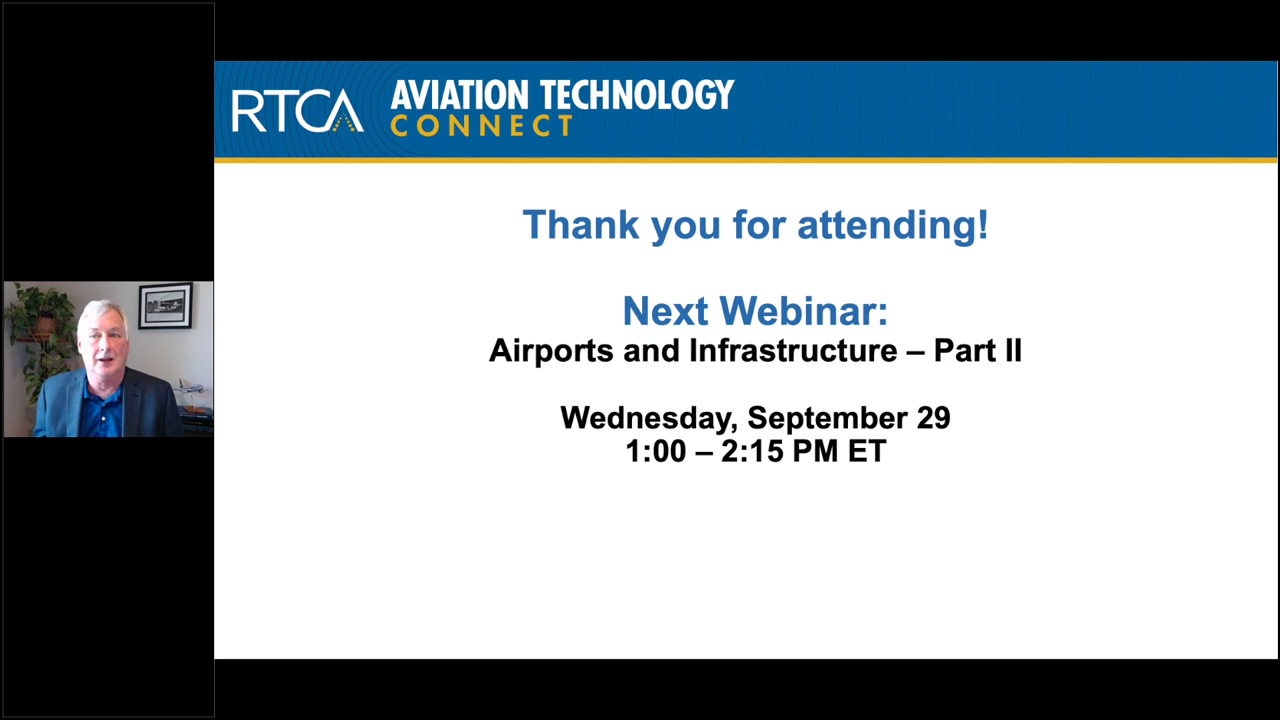 RTCA
AVIATION TECHNOLOGY
CONNECT
Thank you for attending!
Next Webinar:
Airports and Infrastructure – Part II
Wednesday, September 29
1:00 – 2:15 PM ET